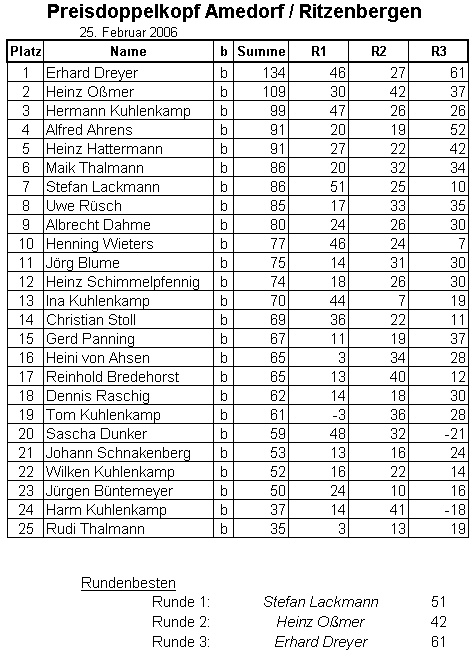 Preisdoppelkopf Amedorf / Ritzenbergen
25. Februar 2006
Platz Name b Summe R1 R2 R3
1 Erhard Dreyer b 134 46 27 61
2 Heinz Oßmer b 109 30 42 37
3 Hermann Kuhlenkamp b 99 47 26 26
4 Alfred Ahrens b 91 20 19 52
5 Heinz Hattermann b 91 27 22 42
6 Maik Thalmann b 86 20 32 34
7 Stefan Lackmann b 86 51 25 10
8 Uwe Rüsch b 85 17 33 35
9 Albrecht Dahme b 80 24 26 30
10 Henning Wieters b 77 46 24 7
11 Jörg Blume b 75 14 31 30
12 Heinz Schimmelpfennig b 74 18 26 30
13 Ina Kuhlenkamp b 70 44 7 19
14 Christian Stoll b 69 36 22 11
15 Gerd Panning b 67 11 19 37
16 Heini von Ahsen b 65 3 34 28
17 Reinhold Bredehorst b 65 13 40 12
18 Dennis Raschig b 62 14 18 30
19 Tom Kuhlenkamp b 61 -3 36 28
20 Sascha Dunker b 59 48 32 -21
21 Johann Schnakenberg b 53 13 16 24
22 Wilken Kuhlenkamp b 52 16 22 14
23 Jürgen Büntemeyer b 50 24 10 16
24 Harm Kuhlenkamp b 37 14 41 -18
25 Rudi Thalmann b 35 3 13 19
Rundenbesten
Runde 1: Stefan Lackmann 51
Runde 2: Heinz Oßmer 42
Runde 3: Erhard Dreyer 61